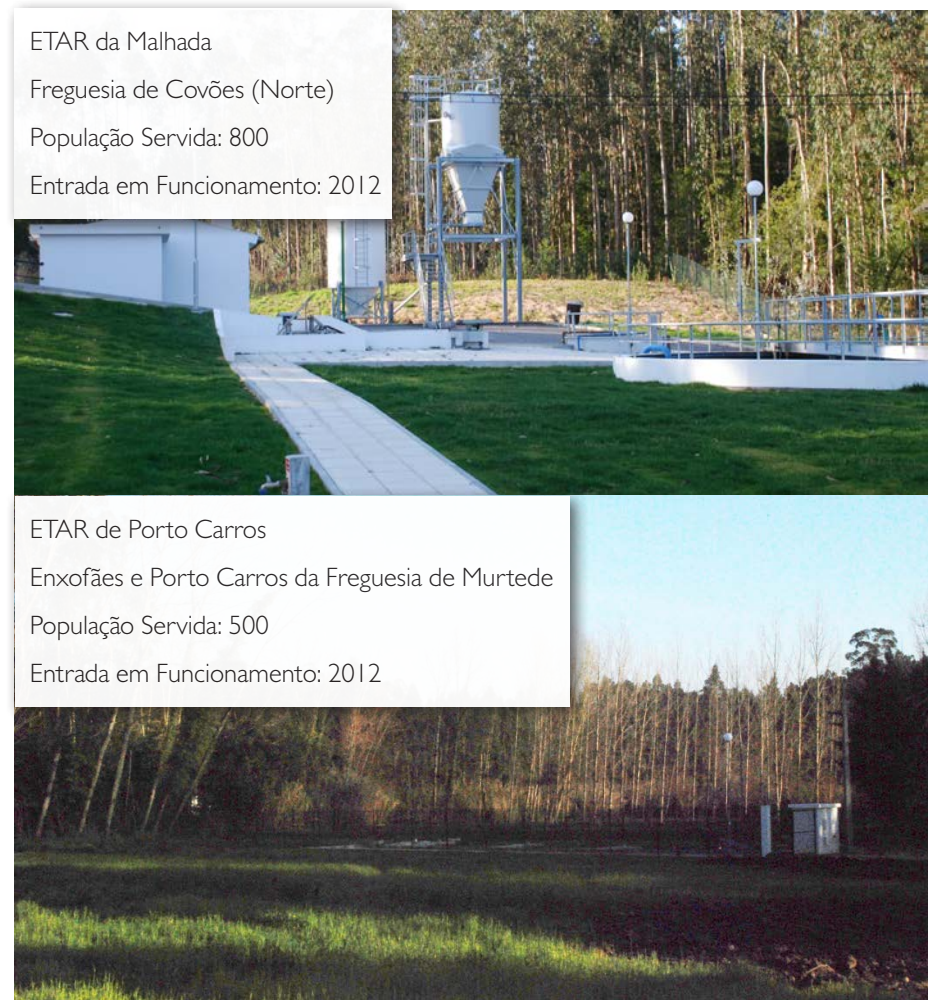 ETAR da Malhada
Freguesia de Covões (Norte)
População Servida: 800
Entrada em Funcionamento: 2012
ETAR de Porto Carros
Enxofães e Porto Carros da Freguesia de Murtede
População Servida: 500
Entrada em Funcionamento: 2012